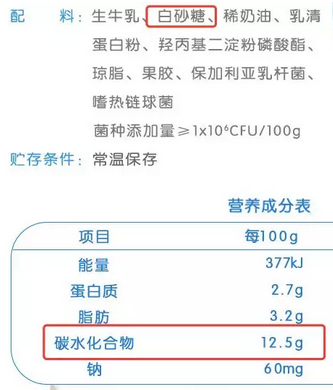 配 料：生牛乳、白砂糖、稀奶油、乳清
蛋白粉、羟丙基二淀粉磷酸酯、
琼脂、果胶、保加利亚乳杆菌、
嗜热链球菌
菌种添加量≥1x10⁶CFU/100g
贮存条件：常温保存
营养成分表
项目 每100g
能量 377kJ
蛋白质 2.7g
脂肪 3.2g
碳水化合物 12.5g
钠 60mg